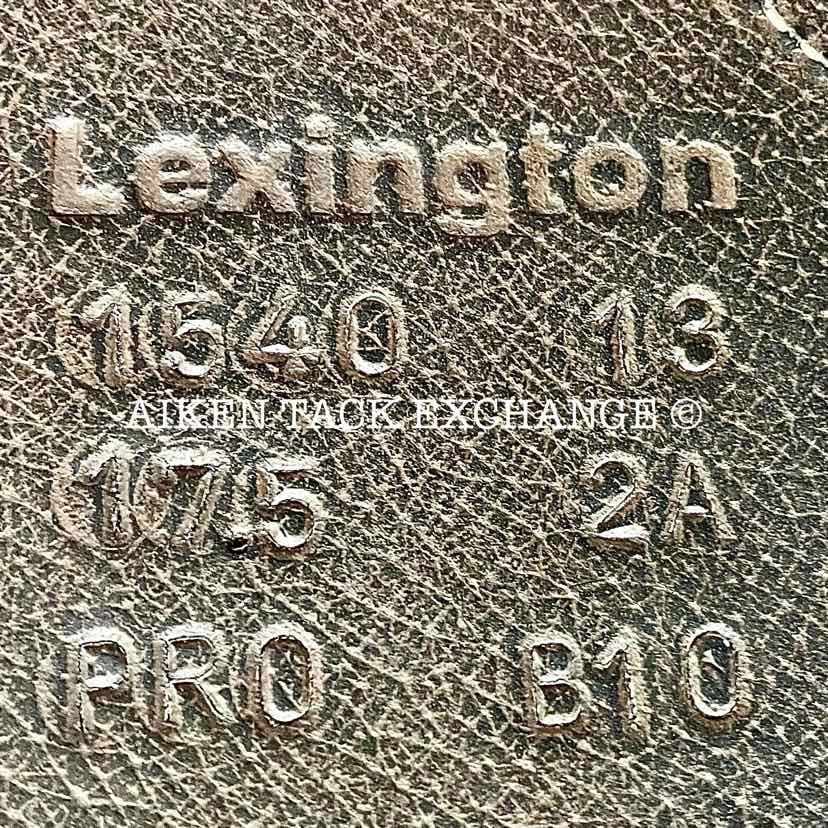 Lexington
1540 13
AIKEN TACK EXCHANGE ©
17.5 2A
PRO B10